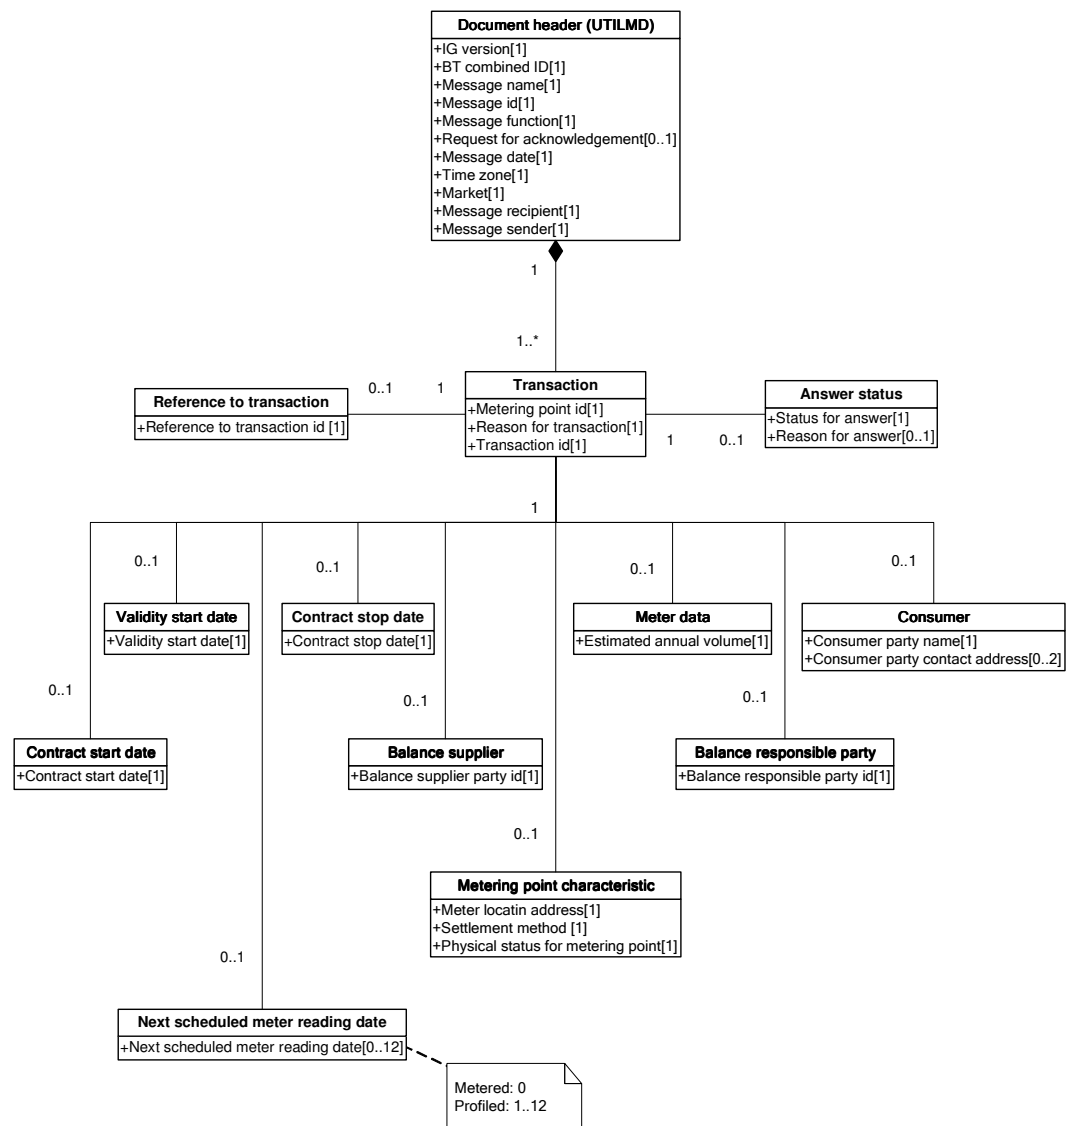 Document header (UTILMD)
+IG version[1]
+BT combined ID[1]
+Message name[1]
+Message id[1]
+Message function[1]
+Request for acknowledgement[0..1]
+Message date[1]
+Time zone[1]
+Market[1]
+Message recipient[1]
+Message sender[1]
1
1..*
Reference to transaction
+Reference to transaction id [1]
0..1
1
Transaction
+Metering point id[1]
+Reason for transaction[1]
+Transaction id[1]
1
0..1
Answer status
+Status for answer[1]
+Reason for answer[0..1]
1
0..1
Validity start date
+Validity start date[1]
0..1
Contract stop date
+Contract stop date[1]
0..1
Meter data
+Estimated annual volume[1]
0..1
Consumer
+Consumer party name[1]
+Consumer party contact address[0..2]
0..1
Contract start date
+Contract start date[1]
0..1
Balance supplier
+Balance supplier party id[1]
0..1
Balance responsible party
+Balance responsible party id[1]
0..1
Metering point characteristic
+Meter locatin address[1]
+Settlement method [1]
+Physical status for metering point[1]
0..1
Next scheduled meter reading date
+Next scheduled meter reading date[0..12]
Metered: 0
Profiled: 1..12